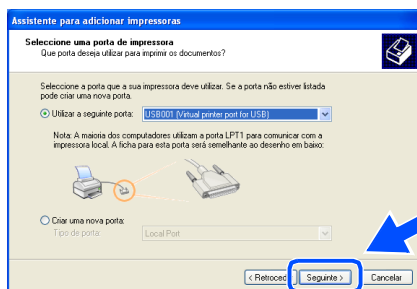 Assistente para adicionar impressoras
Seleccione uma porta de impressora
Que porta deseja utilizar para imprimir os documentos?
Seleccione a porta que a sua impressora deve utilizar. Se a porta não estiver listada
pode criar uma nova porta.
Utilizar a seguinte porta: USB001 (Virtual printer port for USB)
Nota: A maioria dos computadores utilizam a porta LPT1 para comunicar com a
impressora local. A ficha para esta porta será semelhante ao desenho em baixo:
Criar uma nova porta:
Tipo de porta: Local Port
< Retroced Seguinte > Cancelar